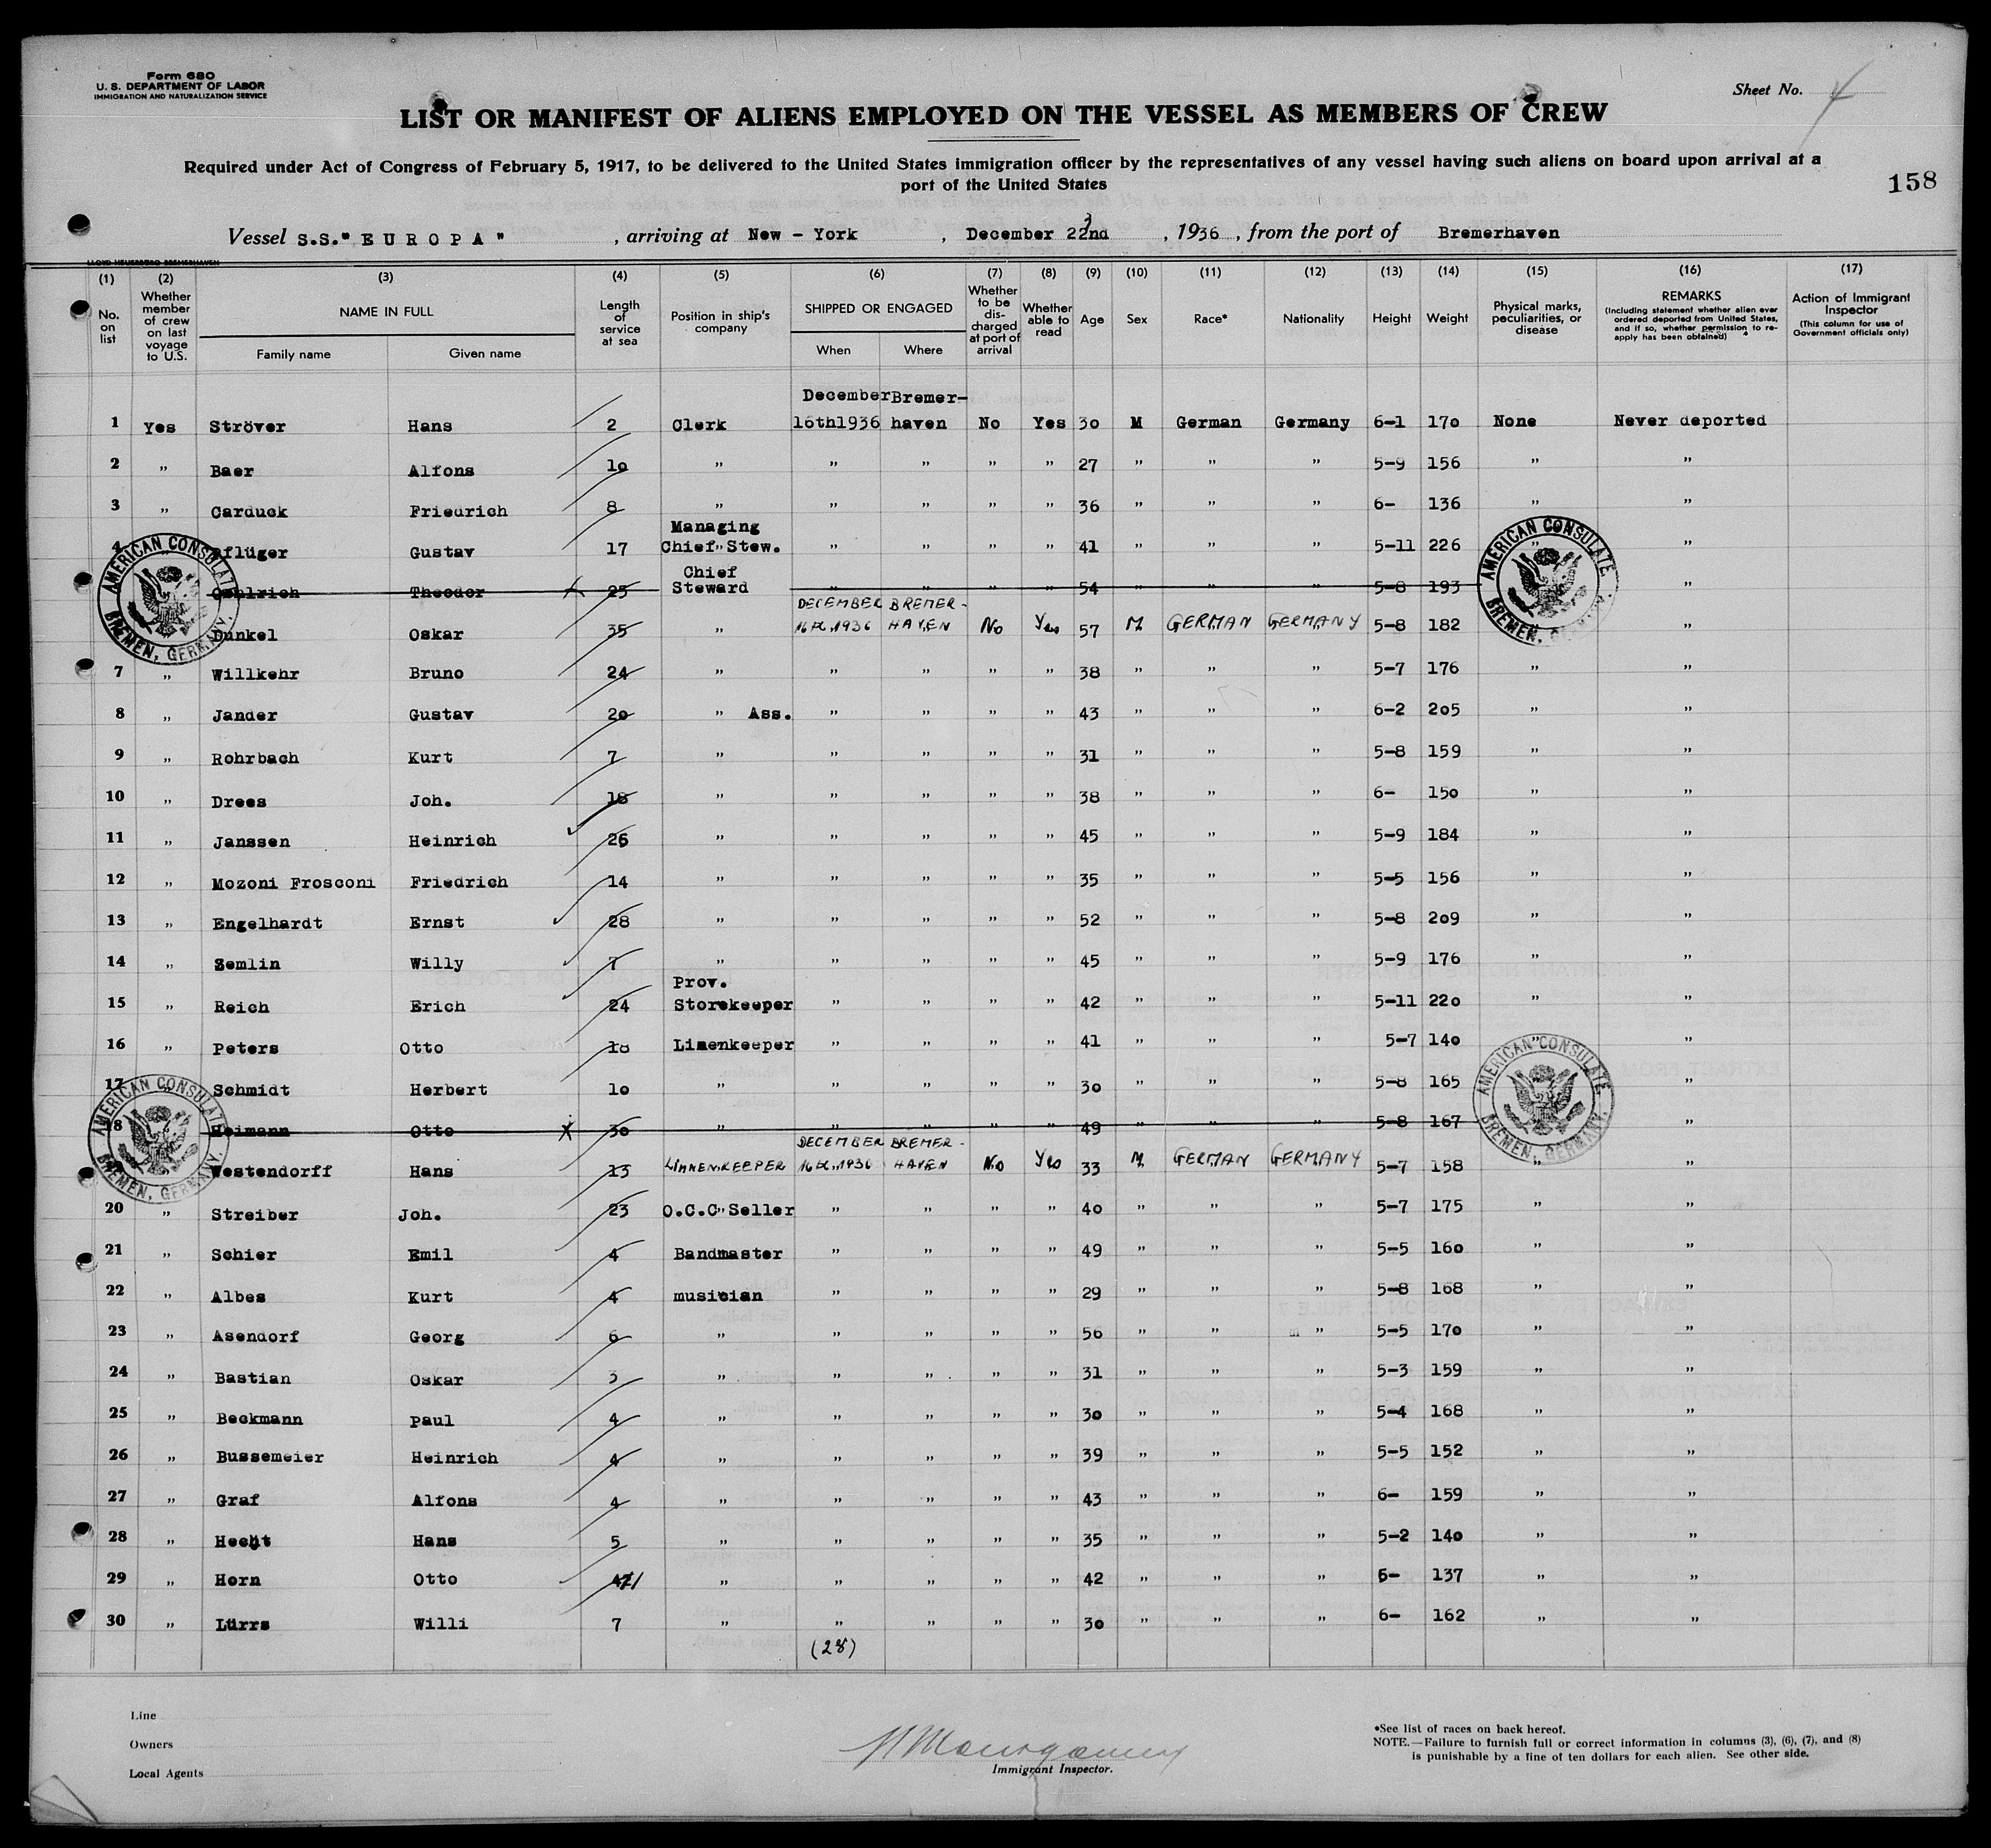 Form 680
U. S. DEPARTMENT OF LABOR
IMMIGRATION AND NATURALIZATION SERVICE
Sheet No. 4
LIST OR MANIFEST OF ALIENS EMPLOYED ON THE VESSEL AS MEMBERS OF CREW
Required under Act of Congress of February 5, 1917, to be delivered to the United States immigration officer by the representatives of any vessel having such aliens on board upon arrival at a
port of the United States
158
Vessel S.S." E U R O P A " , arriving at New - York , December 22nd , 1936 , from the port of Bremerhaven
LLOYD HEUSSBERG BREMERHAVEN
(1) (2) (3) (4) (5) (6) (7) (8) (9) (10) (11) (12) (13) (14) (15) (16) (17)
No. on list Whether member of crew on last voyage to U.S. NAME IN FULL Family name Given name Length of service at sea Position in ship's company SHIPPED OR ENGAGED When Where Whether to be discharged at port of arrival Whether able to read Age Sex Race* Nationality Height Weight Physical marks, peculiarities, or disease REMARKS (Including statement whether alien ever ordered deported from United States, and if so, whether permission to reapply has been obtained) Action of Immigrant Inspector (This column for use of Government officials only)
December Bremer-
1 Yes Ströver Hans 2 Clerk 16th1936 haven No Yes 30 M German Germany 6-1 170 None Never deported
2 " Baer Alfons 10 " " " " " 27 " " " 5-9 156 " "
3 " Carduck Friedrich 8 " " " " " 36 " " " 6- 136 " "
Managing
4 " Pflüger Gustav 17 Chief" Stew. " " " " 41 " " " 5-11 226 " "
Chief
Theodor 25 Steward " " " " 54 " " " 5-8 193 "
DECEMBER BREMER-
Dunkel Oskar 35 " 16th,1936 HAVEN No Yes 57 M. GERMAN GERMANY 5-8 182 " "
7 " Willkehr Bruno 24 " " " " " 38 " " " 5-7 176 " "
8 " Jander Gustav 20 " Ass. " " " " 43 " " " 6-2 205 " "
9 " Rohrbach Kurt 7 " " " " " 31 " " " 5-8 159 " "
10 " Drees Joh. 18 " " " " " 38 " " " 6- 150 " "
11 " Janssen Heinrich 26 " " " " " 45 " " " 5-9 184 " "
12 " Mozoni Frosconi Friedrich 14 " " " " " 35 " " " 5-5 156 " "
13 " Engelhardt Ernst 28 " " " " " 52 " " " 5-8 209 " "
14 " Zemlin Willy 7 " " " " " 45 " " " 5-9 176 " "
Prov.
15 " Reich Erich 24 Storekeeper " " " " 42 " " " 5-11 220 " "
16 " Peters Otto 18 Linenkeeper " " " " 41 " " " 5-7 140 " "
17 " Schmidt Herbert 10 " " " " " 30 " " " 5-8 165 "
18 Heimann Otto 30 " " " " " 49 " " " 5-8 167 "
DECEMBER BREMER-
Westendorff Hans 13 LINNENKEEPER 16th,1936 HAVEN No Yes 33 M. GERMAN GERMANY 5-7 158 " "
20 " Streiber Joh. 23 O.C.C" Seller " " " " 40 " " " 5-7 175 " "
21 " Schier Emil 4 Bandmaster " " " " 49 " " " 5-5 160 " "
22 " Albes Kurt 4 musician " " " " 29 " " " 5-8 168 " "
23 " Asendorf Georg 6 " " " " " 56 " " " 5-5 170 " "
24 " Bastian Oskar 3 " " " " " 31 " " " 5-3 159 " "
25 " Beckmann paul 4 " " " " " 30 " " " 5-4 168 " "
26 " Bussemeier Heinrich 4 " " " " " 39 " " " 5-5 152 " "
27 " Graf Alfons 4 " " " " " 43 " " " 6- 159 " "
28 " Hecht Hans 5 " " " " " 35 " " " 5-2 140 " "
29 " Horn Otto " " " " " 42 " " " 6- 137 " "
30 " Lürrs Willi 7 " " " " " 30 " " " 6- 162 " "
(28)
AMERICAN CONSULATE, BREMEN, GERMANY.
AMERICAN CONSULATE, BREMEN, GERMANY.
AMERICAN CONSULATE, BREMEN, GERMANY.
AMERICAN CONSULATE, BREMEN, GERMANY.
Line
Owners
Local Agents
Immigrant Inspector.
*See list of races on back hereof.
NOTE.—Failure to furnish full or correct information in columns (3), (6), (7), and (8)
is punishable by a fine of ten dollars for each alien. See other side.